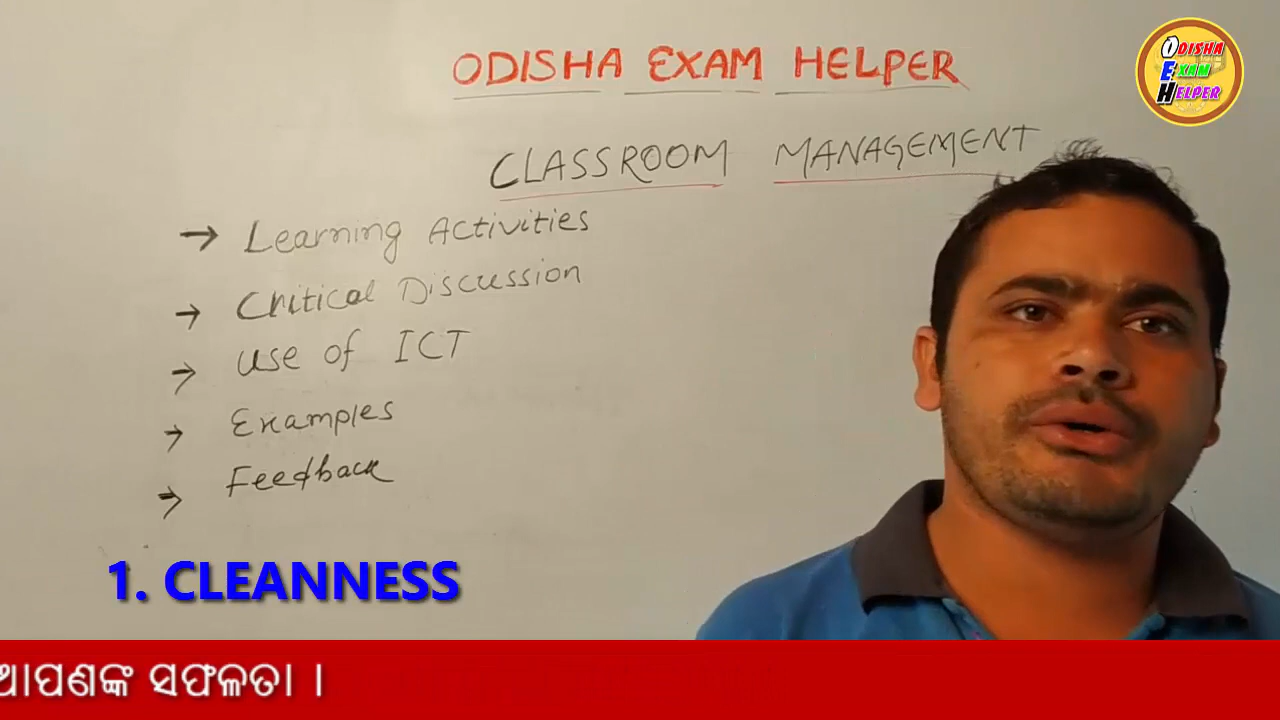 ODISHA EXAM HELPER
ODISHA
EXAM
HELPER
CLASSROOM MANAGEMENT
→ Learning Activities
→ Critical Discussion
→ Use of ICT
→ Examples
→ Feedback
1. CLEANNESS
ଆପଣଙ୍କ ସଫଳତା ।